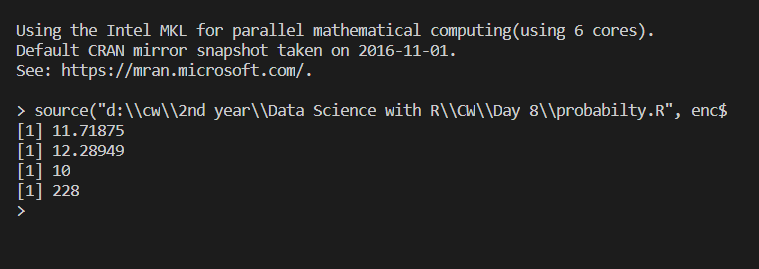 Using the Intel MKL for parallel mathematical computing(using 6 cores).
Default CRAN mirror snapshot taken on 2016-11-01.
See: https://mran.microsoft.com/.
> source("d:\\cw\\2nd year\\Data Science with R\\CW\\Day 8\\probabilty.R", enc$
[1] 11.71875
[1] 12.28949
[1] 10
[1] 228
>